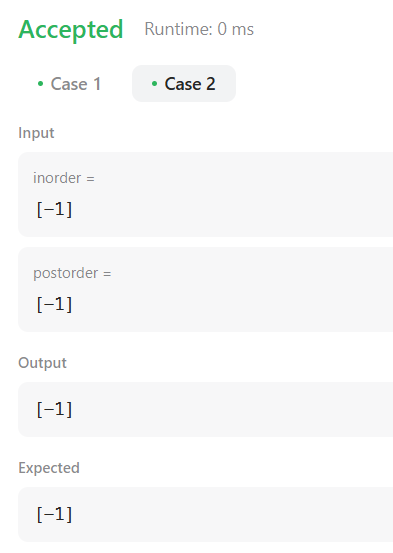 Accepted Runtime: 0 ms
• Case 1 • Case 2
Input
inorder =
[-1]
postorder =
[-1]
Output
[-1]
Expected
[-1]